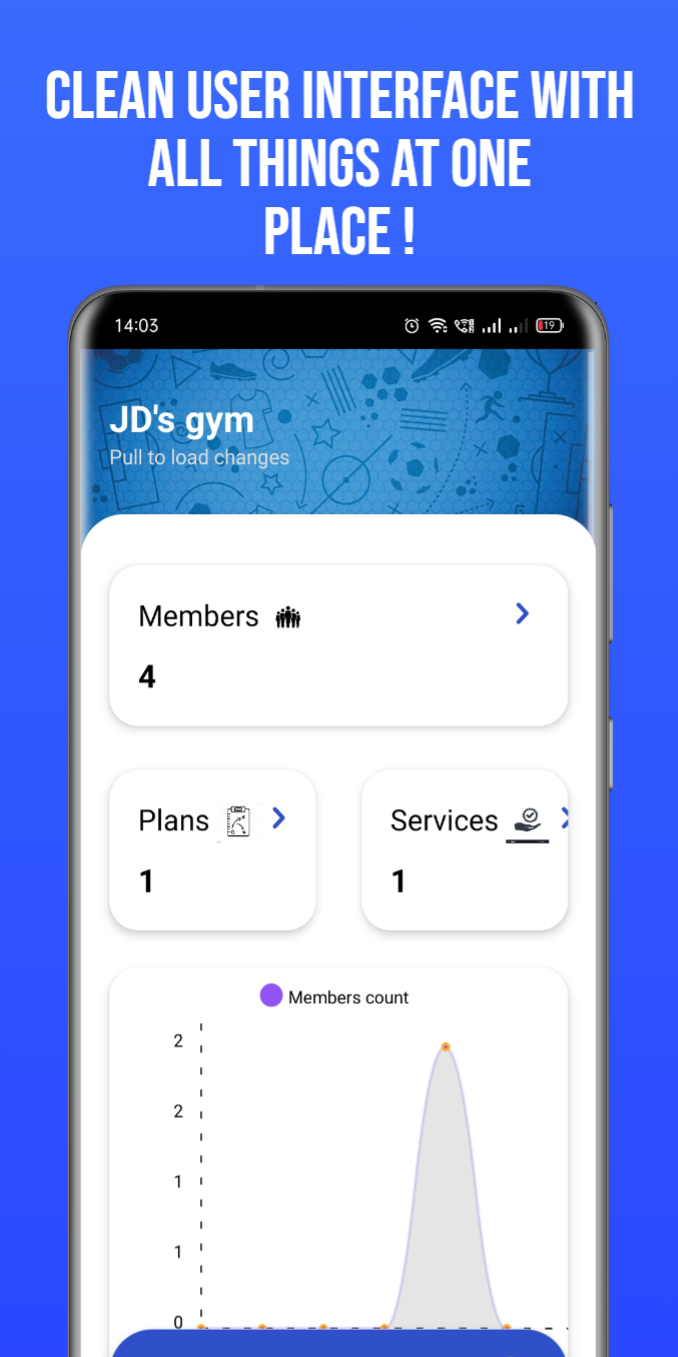 CLEAN USER INTERFACE WITH
ALL THINGS AT ONE
PLACE !
14:03
19
JD's gym
Pull to load changes
Members
4
Plans
Services
1
1
Members count
2
2
1
1
0